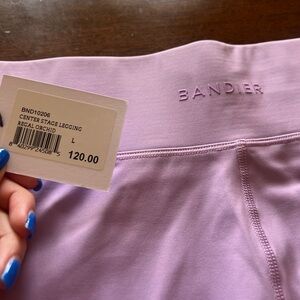 BANDIER
BND10206
CENTER STAGE LEGGING
REGAL ORCHID
L
120.00